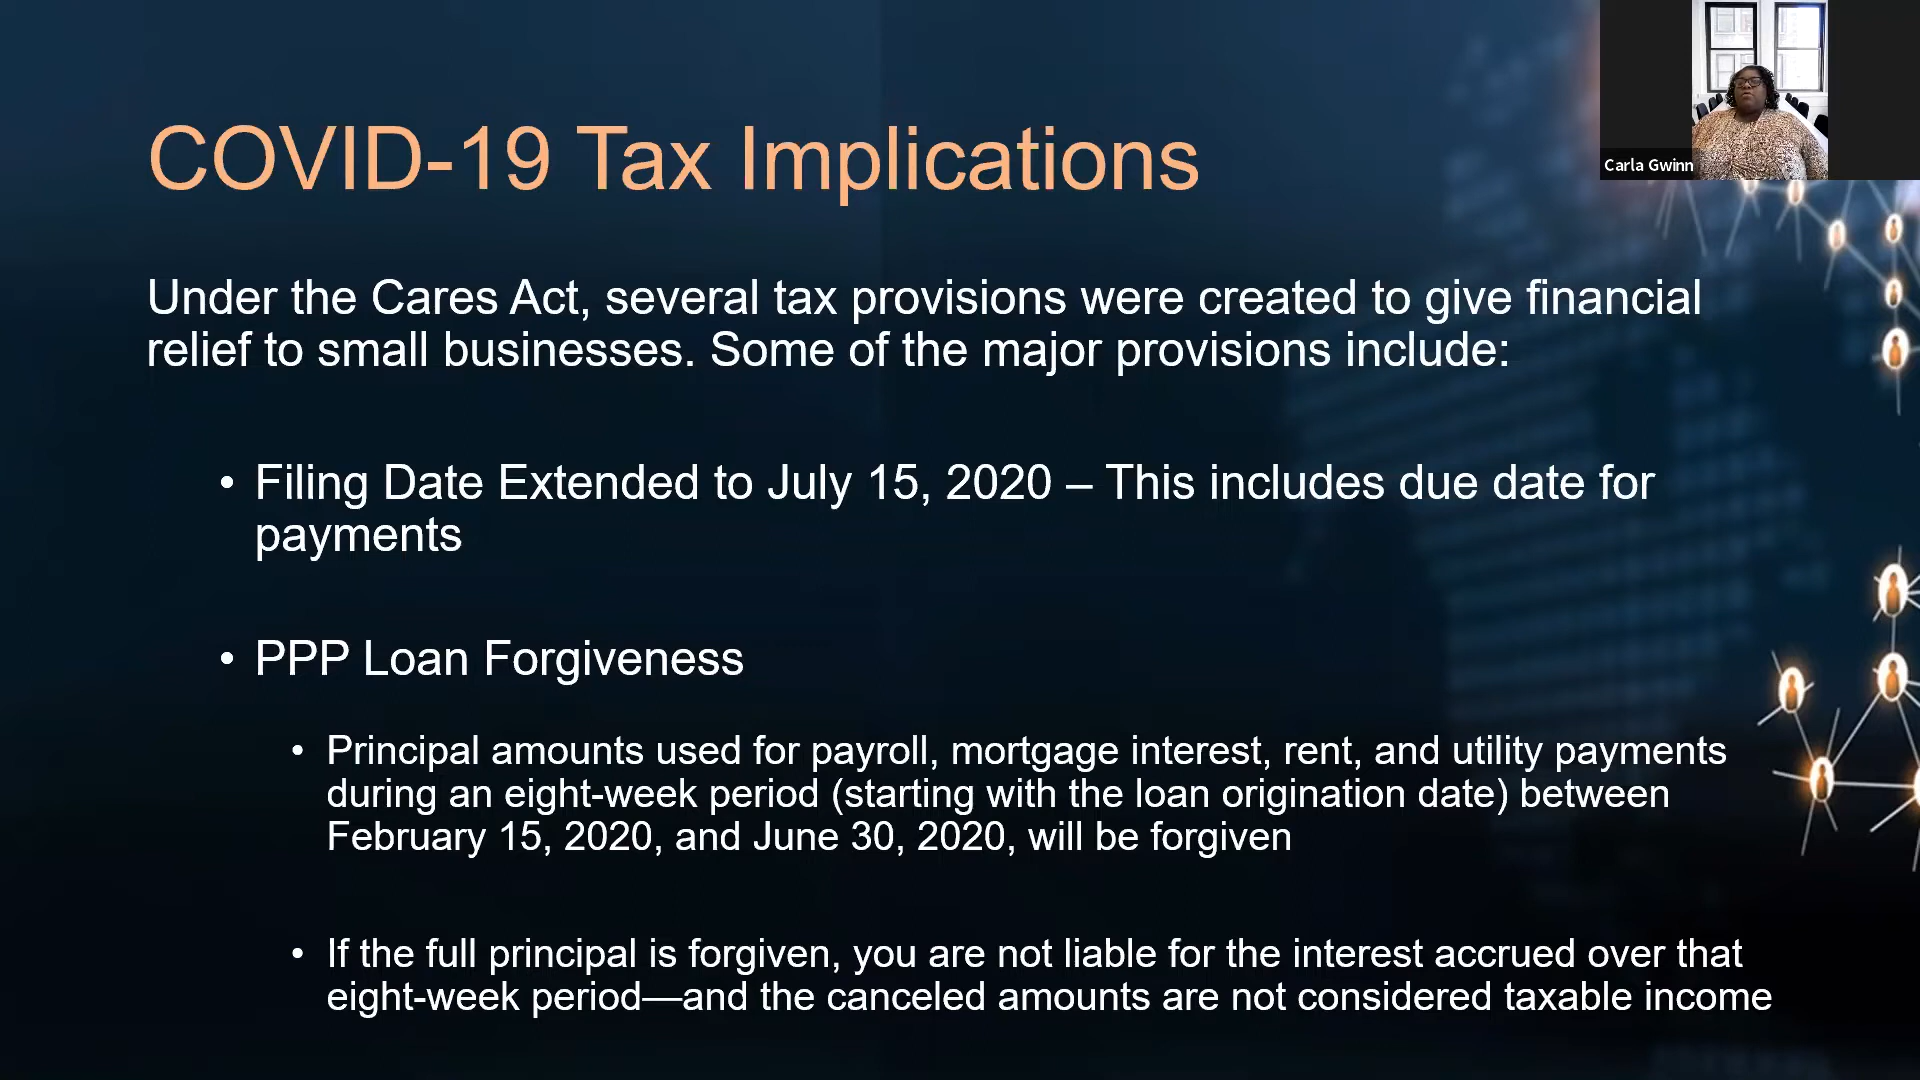 COVID-19 Tax Implications
Carla Gwinn
Under the Cares Act, several tax provisions were created to give financial
relief to small businesses. Some of the major provisions include:
• Filing Date Extended to July 15, 2020 – This includes due date for
payments
• PPP Loan Forgiveness
• Principal amounts used for payroll, mortgage interest, rent, and utility payments
during an eight-week period (starting with the loan origination date) between
February 15, 2020, and June 30, 2020, will be forgiven
• If the full principal is forgiven, you are not liable for the interest accrued over that
eight-week period—and the canceled amounts are not considered taxable income